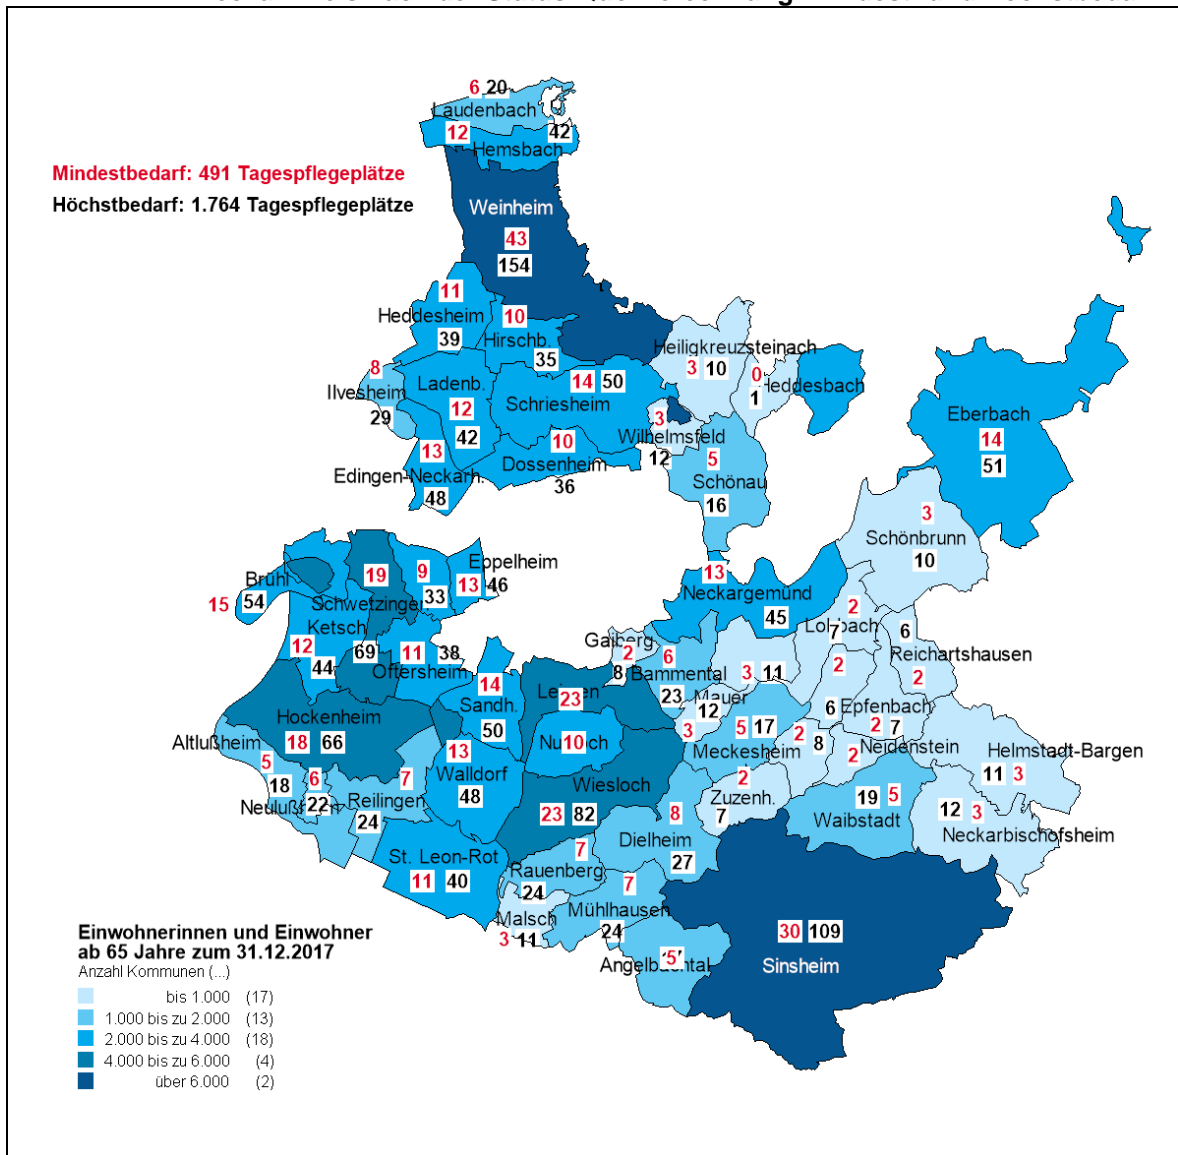 6 20
Laudenbach
12 42
Hemsbach
Mindestbedarf: 491 Tagespflegeplätze
Höchstbedarf: 1.764 Tagespflegeplätze
Weinheim
43
154
11
Heddesheim
39
10
Hirschb.
35
Heiligkreuzsteinach
3 10
0
Heddesbach
1
8
Ilvesheim
29
Ladenb.
12
42
14 50
Schriesheim
3
Wilhelmsfeld
12
10
Dossenheim
36
13
Edingen-Neckarh.
48
5
Schönau
16
Eberbach
14
51
3
Schönbrunn
10
Brühl
15 54
19
Schwetzingen
69
9
33
Eppelheim
13 46
Ketsch
12
44
11 38
Oftersheim
13
Neckargemünd
45
2
7
6
Reichartshausen
2
Gaiberg
2
8
6
Bammental
23
3 11
2
6
Mauer
12
3
14
Sandh.
50
23
10
Hockenheim
18 66
Altlußheim
5
18
6
22
7
Reilingen
24
13
Walldorf
48
Wiesloch
23 82
5 17
Meckesheim
2
8
Epfenbach
2 7
2
Neidenstein
Helmstadt-Bargen
11 3
2
Zuzenh.
7
19 5
Waibstadt
12 3
Neckarbischofsheim
8
Dielheim
27
St. Leon-Rot
11 40
7
Rauenberg
24
Malsch
3 11
7
Mühlhausen
24
5
30 109
Sinsheim
Einwohnerinnen und Einwohner
ab 65 Jahre zum 31.12.2017
Anzahl Kommunen (...)
bis 1.000 (17)
1.000 bis zu 2.000 (13)
2.000 bis zu 4.000 (18)
4.000 bis zu 6.000 (4)
über 6.000 (2)